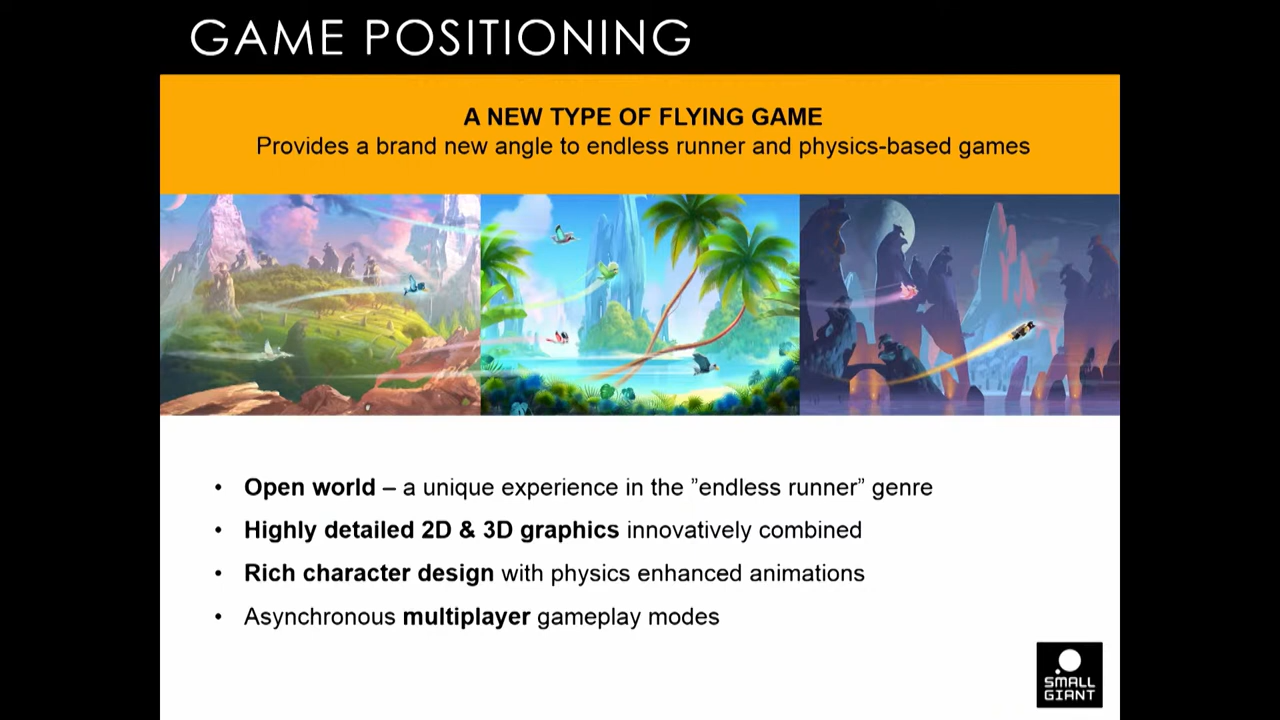 GAME POSITIONING
A NEW TYPE OF FLYING GAME
Provides a brand new angle to endless runner and physics-based games
• Open world – a unique experience in the ”endless runner” genre
• Highly detailed 2D & 3D graphics innovatively combined
• Rich character design with physics enhanced animations
• Asynchronous multiplayer gameplay modes
SMALL
GIANT